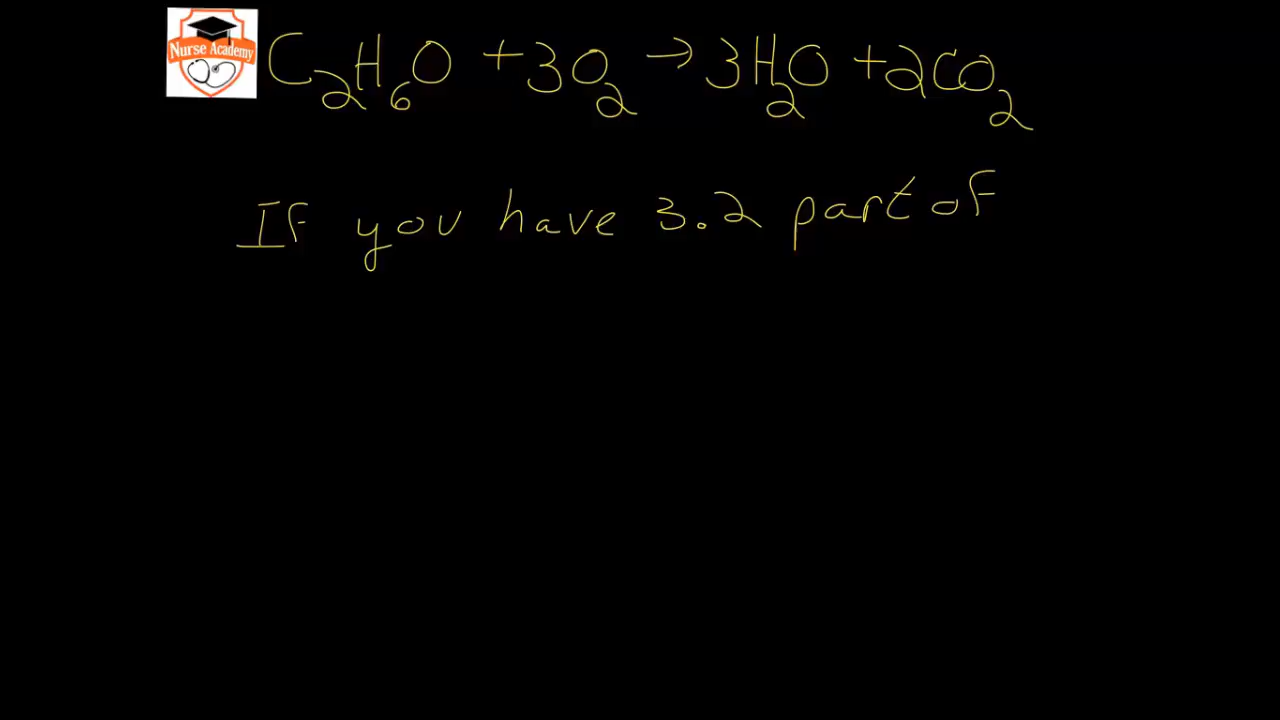 Nurse Academy
C₂H₆O + 3O₂ → 3H₂O + 2CO₂
If you have 3.2 part of